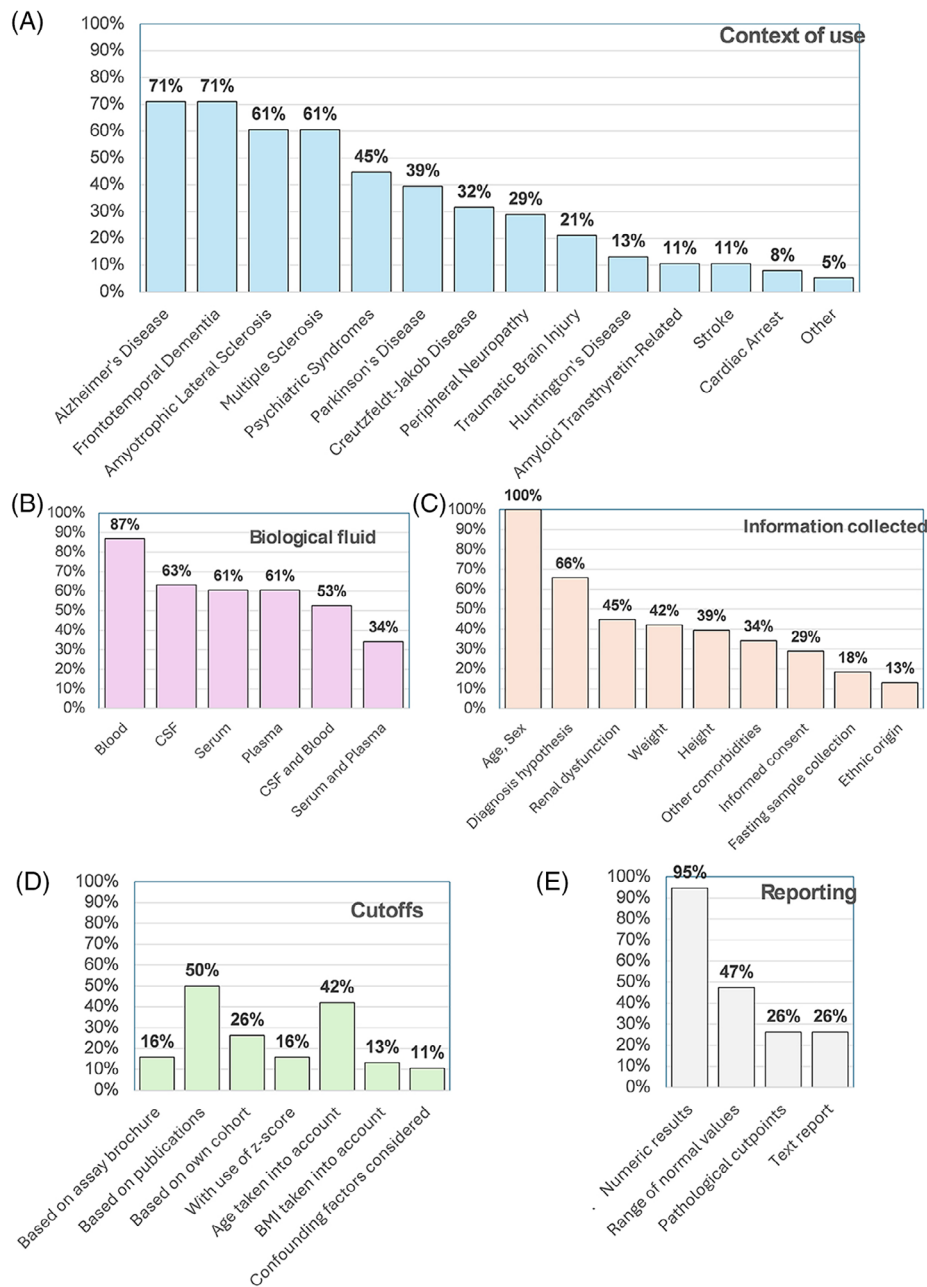 (A)
Context of use
100%
90%
80%
70%
60%
50%
40%
30%
20%
10%
0%
71%
71%
61%
61%
45%
39%
32%
29%
21%
13%
11%
11%
8%
5%
Alzheimer's Disease
Frontotemporal Dementia
Amyotrophic Lateral Sclerosis
Multiple Sclerosis
Psychiatric Syndromes
Parkinson's Disease
Creutzfeldt-Jakob Disease
Peripheral Neuropathy
Traumatic Brain Injury
Huntington's Disease
Amyloid Transthyretin-Related
Stroke
Cardiac Arrest
Other
(B)
Biological fluid
100%
90%
80%
70%
60%
50%
40%
30%
20%
10%
0%
87%
63%
61%
61%
53%
34%
Blood
CSF
Serum
Plasma
CSF and Blood
Serum and Plasma
(C)
Information collected
100%
90%
80%
70%
60%
50%
40%
30%
20%
10%
0%
100%
66%
45%
42%
39%
34%
29%
18%
13%
Age, Sex
Diagnosis hypothesis
Renal dysfunction
Weight
Height
Other comorbidities
Informed consent
Fasting sample collection
Ethnic origin
(D)
Cutoffs
100%
90%
80%
70%
60%
50%
40%
30%
20%
10%
0%
16%
50%
26%
16%
42%
13%
11%
Based on assay brochure
Based on publications
Based on own cohort
With use of z-score
Age taken into account
BMI taken into account
Confounding factors considered
(E)
Reporting
100%
90%
80%
70%
60%
50%
40%
30%
20%
10%
0%
95%
47%
26%
26%
Numeric results
Range of normal values
Pathological cutpoints
Text report